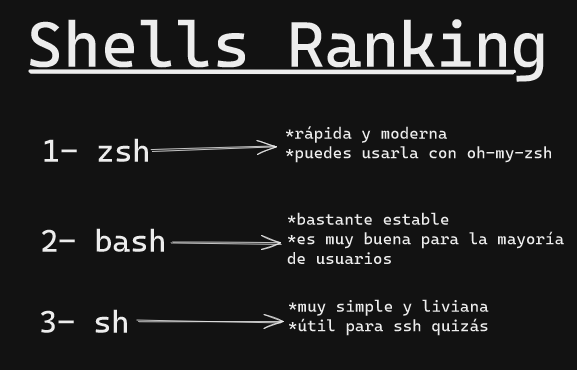 Shells Ranking
1- zsh
*rápida y moderna
*puedes usarla con oh-my-zsh
2- bash
*bastante estable
*es muy buena para la mayoría
de usuarios
3- sh
*muy simple y liviana
*útil para ssh quizás